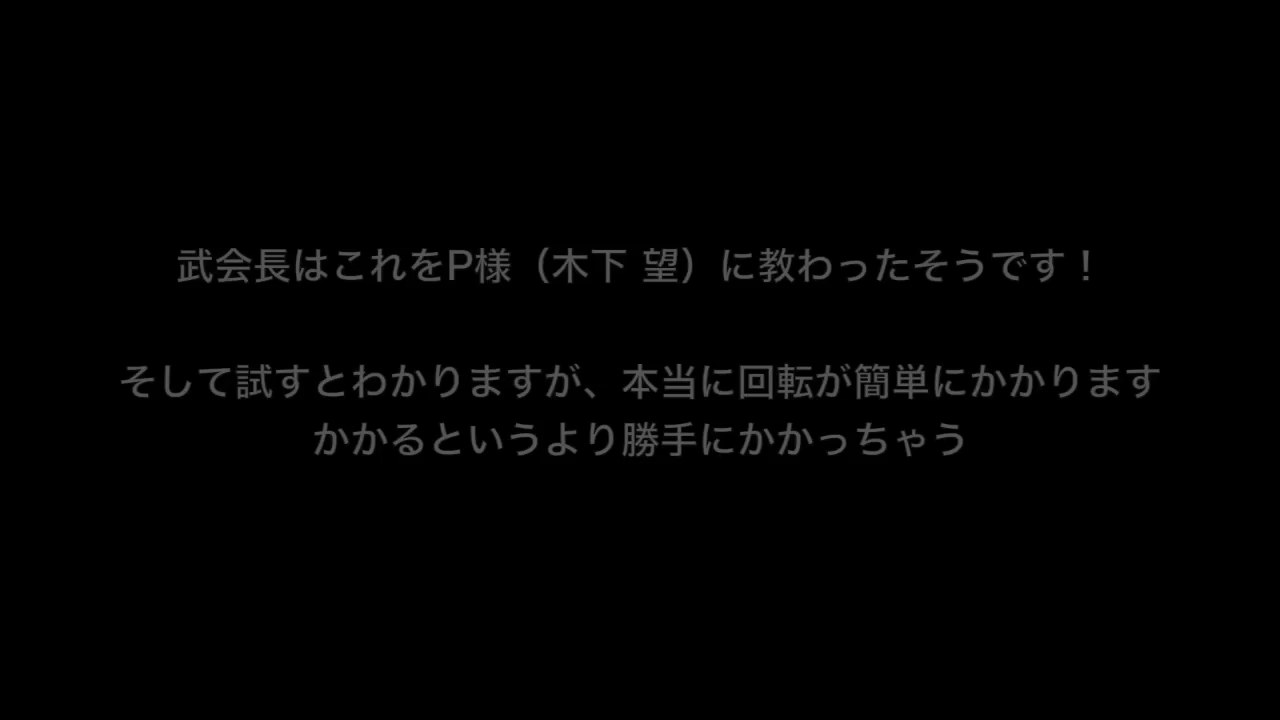 武会長はこれをP様（木下 望）に教わったそうです！
そして試すとわかりますが、本当に回転が簡単にかかります
かかるというより勝手にかかっちゃう